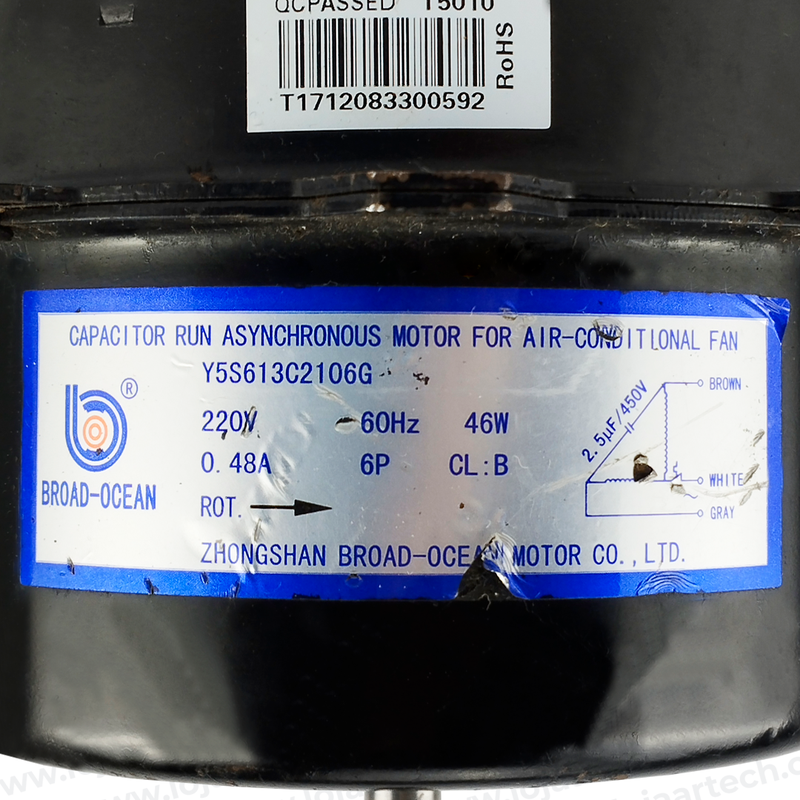 QCPASSED T5010
RoHS
T1712083300592
CAPACITOR RUN ASYNCHRONOUS MOTOR FOR AIR-CONDITIONAL FAN
Y5S613C2106G
®
220V 60Hz 46W
0.48A 6P CL:B
BROAD-OCEAN
ROT.
ZHONGSHAN BROAD-OCEAN MOTOR CO.,LTD.
2.5μF/450V
BROWN
WHITE
GRAY